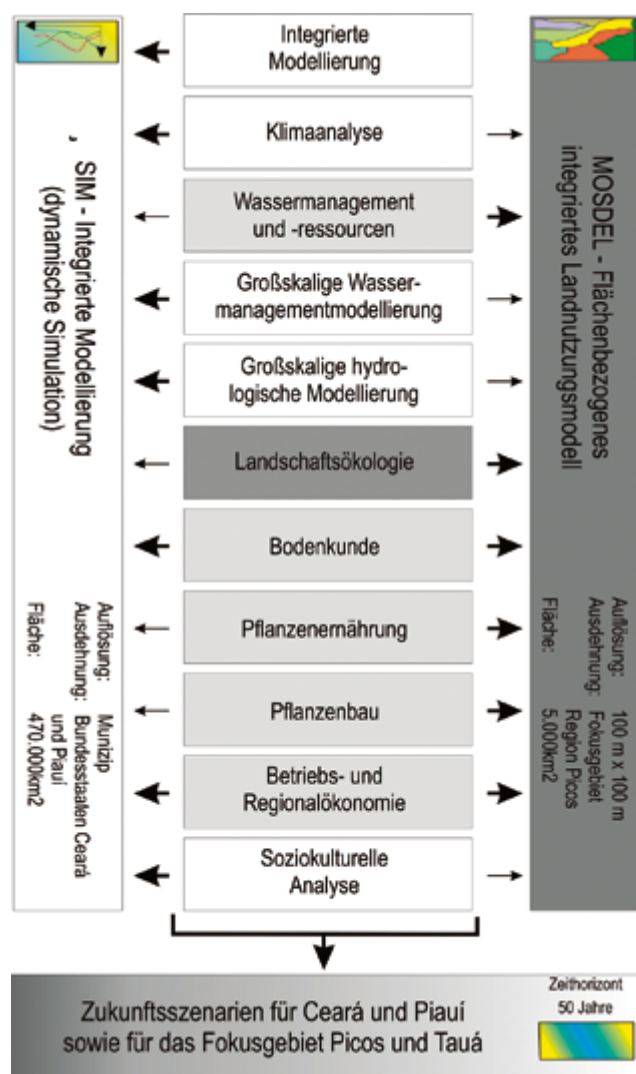 , SIM - Integrierte Modellierung
(dynamische Simulation)
Auflösung: Munizip
Ausdehnung: Bundesstaaten Ceará
und Piauí
Fläche: 470.000km2
Integrierte
Modellierung
Klimaanalyse
Wassermanagement
und -ressourcen
Großskalige Wasser-
managementmodellierung
Großskalige hydro-
logische Modellierung
Landschaftsökologie
Bodenkunde
Pflanzenernährung
Pflanzenbau
Betriebs- und
Regionalökonomie
Soziokulturelle
Analyse
MOSDEL - Flächenbezogenes
integriertes Landnutzungsmodell
Auflösung: 100 m x 100 m
Ausdehnung: Fokusgebiet
Region Picos
Fläche: 5.000km2
Zukunftsszenarien für Ceará und Piauí
sowie für das Fokusgebiet Picos und Tauá
Zeithorizont
50 Jahre